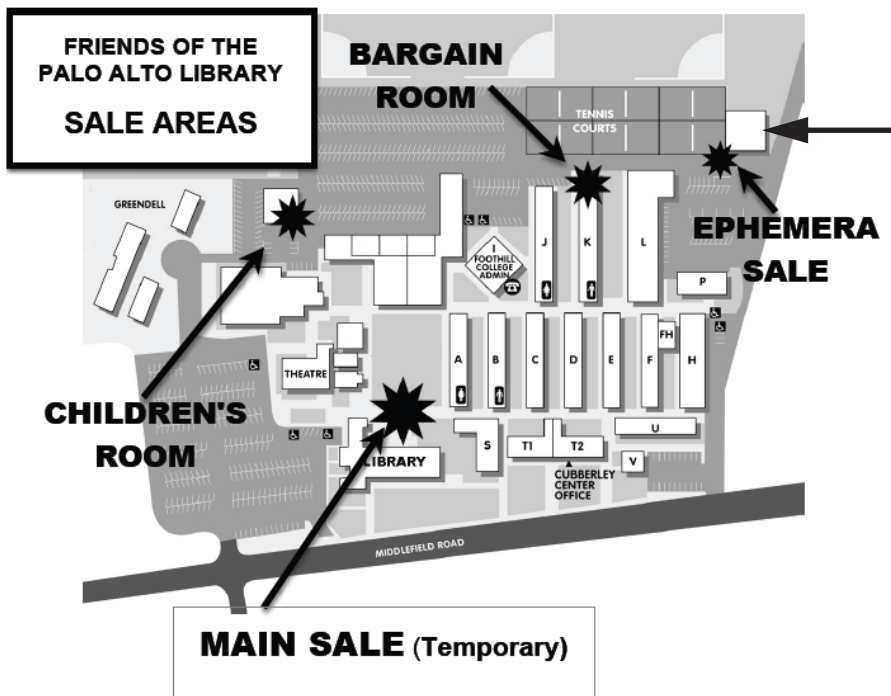 FRIENDS OF THE
PALO ALTO LIBRARY
SALE AREAS
BARGAIN
ROOM
TENNIS
COURTS
EPHEMERA
SALE
GREENDELL
I
FOOTHILL
COLLEGE
ADMIN
J
K
L
P
A
B
C
D
E
F
FH
H
THEATRE
CHILDREN'S
ROOM
LIBRARY
S
T1
T2
U
V
CUBBERLEY
CENTER
OFFICE
MIDDLEFIELD ROAD
MAIN SALE (Temporary)